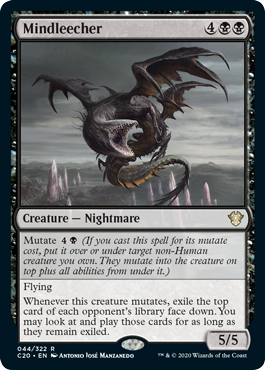 Mindleecher 4
Creature — Nightmare
Mutate 4 (If you cast this spell for its mutate
cost, put it over or under target non-Human
creature you own. They mutate into the creature on
top plus all abilities from under it.)
Flying
Whenever this creature mutates, exile the top
card of each opponent's library face down. You
may look at and play those cards for as long as
they remain exiled.
5/5
044/322 R
C20 • EN Antonio José Manzanedo
™ & © 2020 Wizards of the Coast